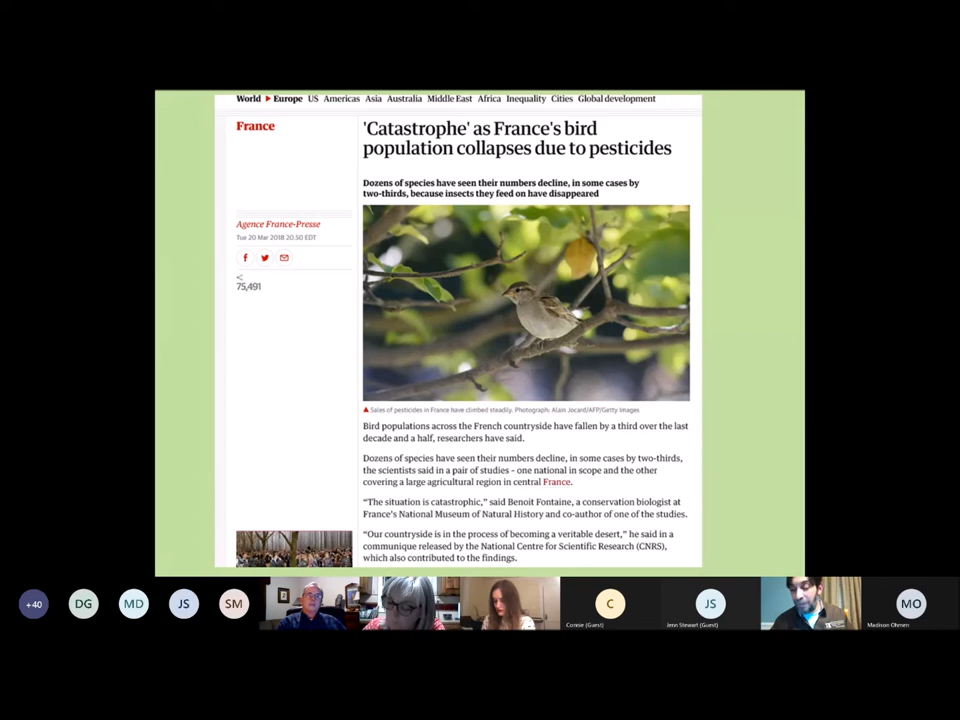 World ▶ Europe US Americas Asia Australia Middle East Africa Inequality Cities Global development
France
'Catastrophe' as France's bird
population collapses due to pesticides
Dozens of species have seen their numbers decline, in some cases by
two-thirds, because insects they feed on have disappeared
Agence France-Presse
Tue 20 Mar 2018 20.50 EDT
75,491
▲ Sales of pesticides in France have climbed steadily. Photograph: Alain Jocard/AFP/Getty Images
Bird populations across the French countryside have fallen by a third over the last
decade and a half, researchers have said.
Dozens of species have seen their numbers decline, in some cases by two-thirds,
the scientists said in a pair of studies – one national in scope and the other
covering a large agricultural region in central France.
“The situation is catastrophic,” said Benoit Fontaine, a conservation biologist at
France's National Museum of Natural History and co-author of one of the studies.
“Our countryside is in the process of becoming a veritable desert,” he said in a
communique released by the National Centre for Scientific Research (CNRS),
which also contributed to the findings.
+40
DG
MD
JS
SM
C
Connie (Guest)
JS
Jenn Stewart (Guest)
MO
Madison Ohmen